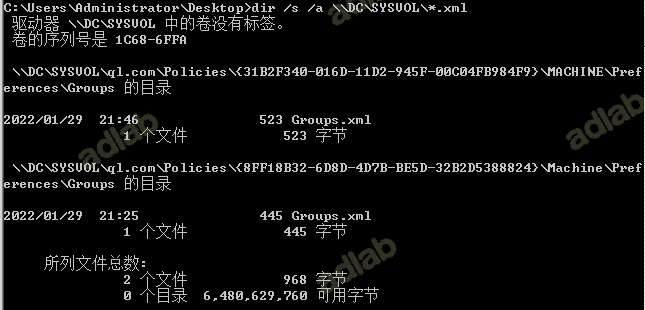 C:\Users\Administrator\Desktop>dir /s /a \\DC\SYSVOL\*.xml
驱动器 \\DC\SYSVOL 中的卷没有标签。
卷的序列号是 1C68-6FFA
\\DC\SYSVOL\ql.com\Policies\{31B2F340-016D-11D2-945F-00C04FB984F9}\MACHINE\Pref
erences\Groups 的目录
2022/01/29  21:46                523 Groups.xml
1 个文件            523 字节
\\DC\SYSVOL\ql.com\Policies\{8FF18B32-6D8D-4D7B-BE5D-32B2D5388824}\Machine\Pref
erences\Groups 的目录
2022/01/29  21:25                445 Groups.xml
1 个文件            445 字节
所列文件总数:
2 个文件            968 字节
0 个目录  6,480,629,760 可用字节
adlab
adlab
adlab
adlab